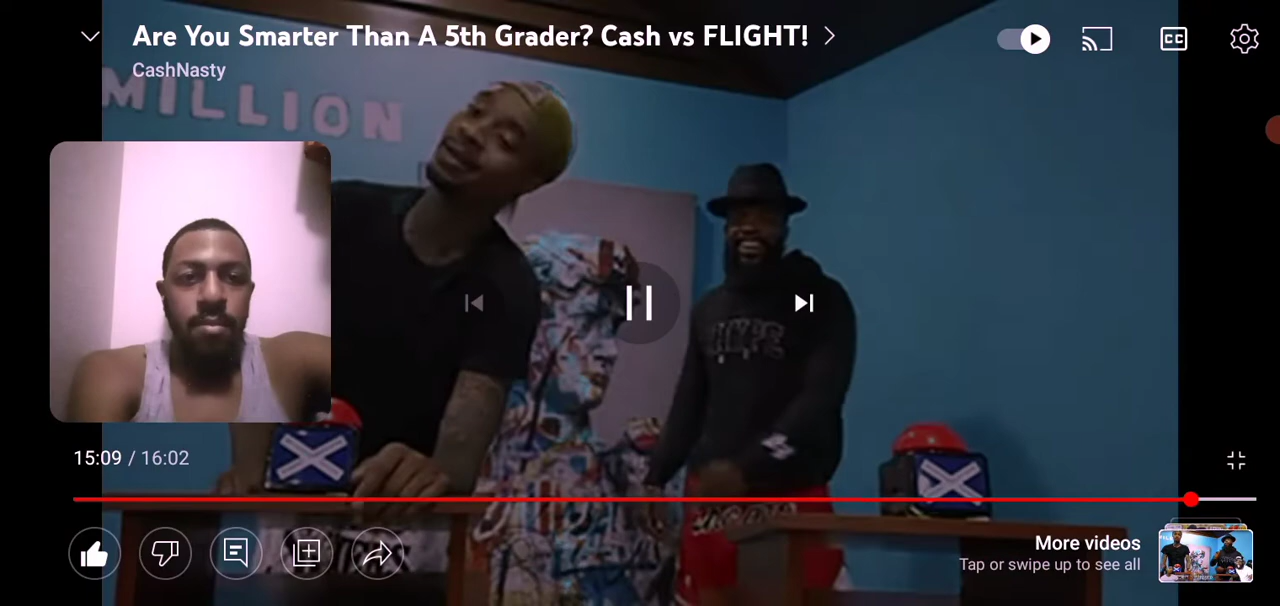 Are You Smarter Than A 5th Grader? Cash vs FLIGHT!
CashNasty
CC
MILLION
15:09 / 16:02
More videos
Tap or swipe up to see all